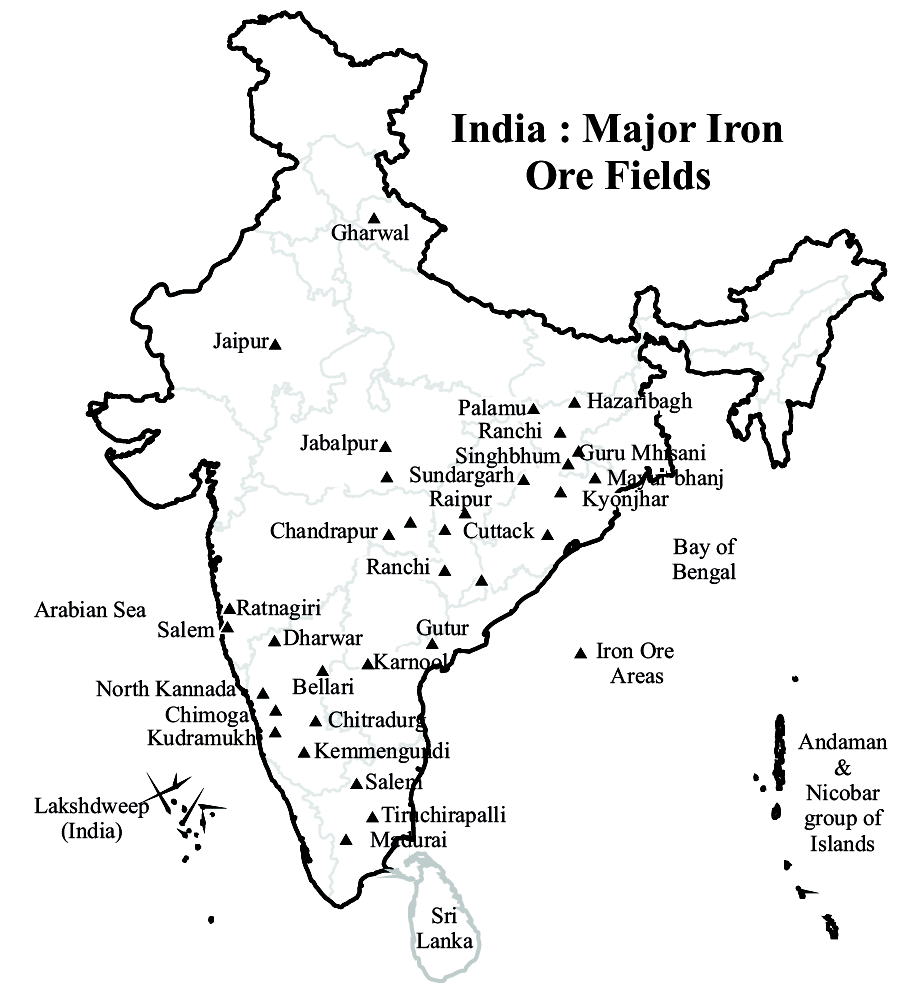 India : Major Iron
Ore Fields
Gharwal
Jaipur
Palamu
Hazaribagh
Ranchi
Jabalpur
Singhbhum
Guru Mhisani
Sundargarh
Mayur bhanj
Raipur
Kyonjhar
Chandrapur
Cuttack
Bay of
Bengal
Ranchi
Arabian Sea
Ratnagiri
Salem
Dharwar
Gutur
Karnool
Iron Ore
Areas
North Kannada
Bellari
Chimoga
Chitradurg
Kudramukh
Kemmengundi
Andaman
&
Nicobar
group of
Islands
Salem
Lakshdweep
(India)
Tiruchirapalli
Madurai
Sri
Lanka